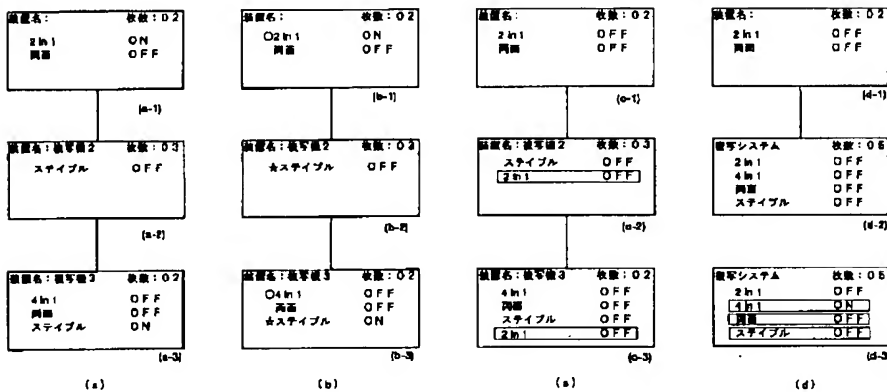 装置名：　枚数：02
2in1　ON
両面　OFF
(a-1)
装置名：複写機2　枚数：03
ステイプル　OFF
(a-2)
装置名：複写機3　枚数：02
4in1　OFF
両面　OFF
ステイプル　ON
(a-3)
(a)
装置名：　枚数：02
○2in1　ON
両面　OFF
(b-1)
装置名：複写機2　枚数：03
★ステイプル　OFF
(b-2)
装置名：複写機3　枚数：02
○4in1　OFF
両面　OFF
★ステイプル　ON
(b-3)
(b)
装置名：　枚数：02
2in1　OFF
両面　OFF
(c-1)
装置名：複写機2　枚数：03
ステイプル　OFF
2in1　OFF
(c-2)
装置名：複写機3　枚数：02
4in1　OFF
両面　OFF
ステイプル　OFF
2in1　OFF
(c-3)
装置名：　枚数：02
2in1　OFF
両面　OFF
(d-1)
複写システム　枚数：05
2in1　OFF
4in1　OFF
両面　OFF
ステイプル　OFF
(d-2)
複写システム　枚数：05
2in1　OFF
4in1　ON
両面　OFF
ステイプル　OFF
(d-3)
(d)